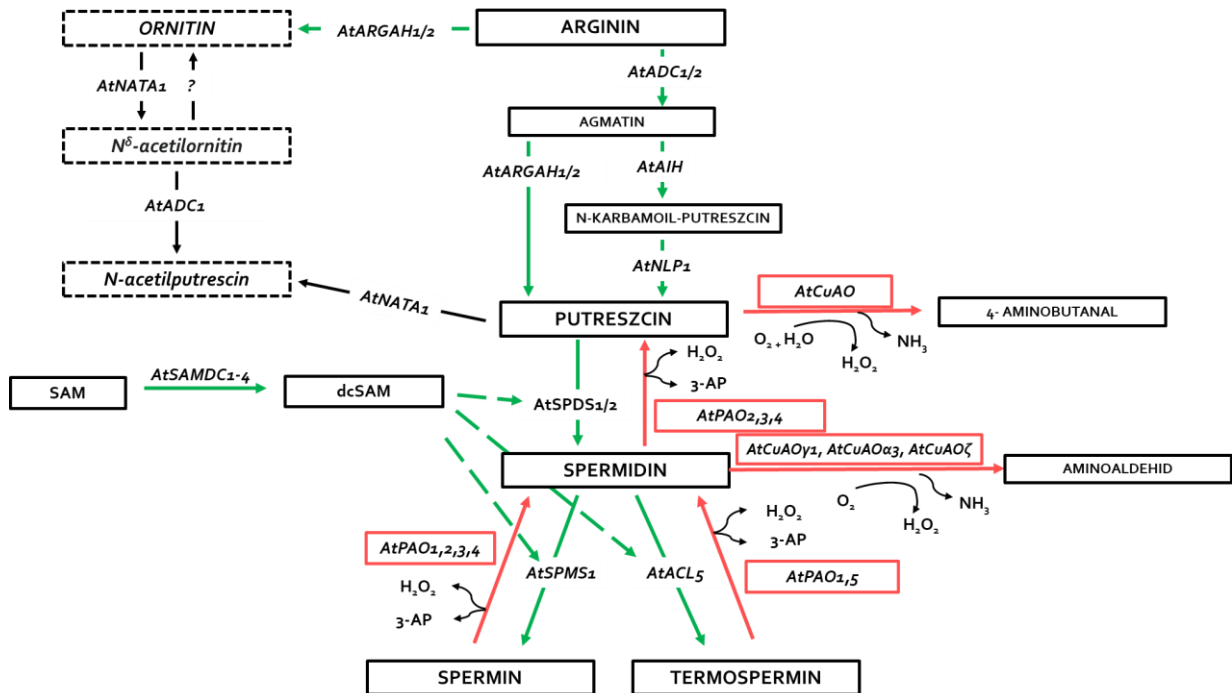 ORNITIN
AtARGAH1/2
ARGININ
AtNATA1
?
AtADC1/2
AGMATIN
N^δ-acetilornitin
AtARGAH1/2
AtAIH
AtADC1
N-KARBAMOIL-PUTRESZCIN
AtNLP1
N-acetilputrescin
AtNATA1
PUTRESZCIN
AtCuAO
4- AMINOBUTANAL
O₂ + H₂O
H₂O₂
NH₃
H₂O₂
3-AP
SAM
AtSAMDC1-4
dcSAM
AtSPDS1/2
AtPAO2,3,4
AtCuAOγ1, AtCuAOα3, AtCuAOζ
SPERMIDIN
AMINOALDEHID
O₂
H₂O₂
NH₃
H₂O₂
3-AP
AtPAO1,2,3,4
AtSPMS1
AtACL5
AtPAO1,5
H₂O₂
3-AP
SPERMIN
TERMOSPERMIN